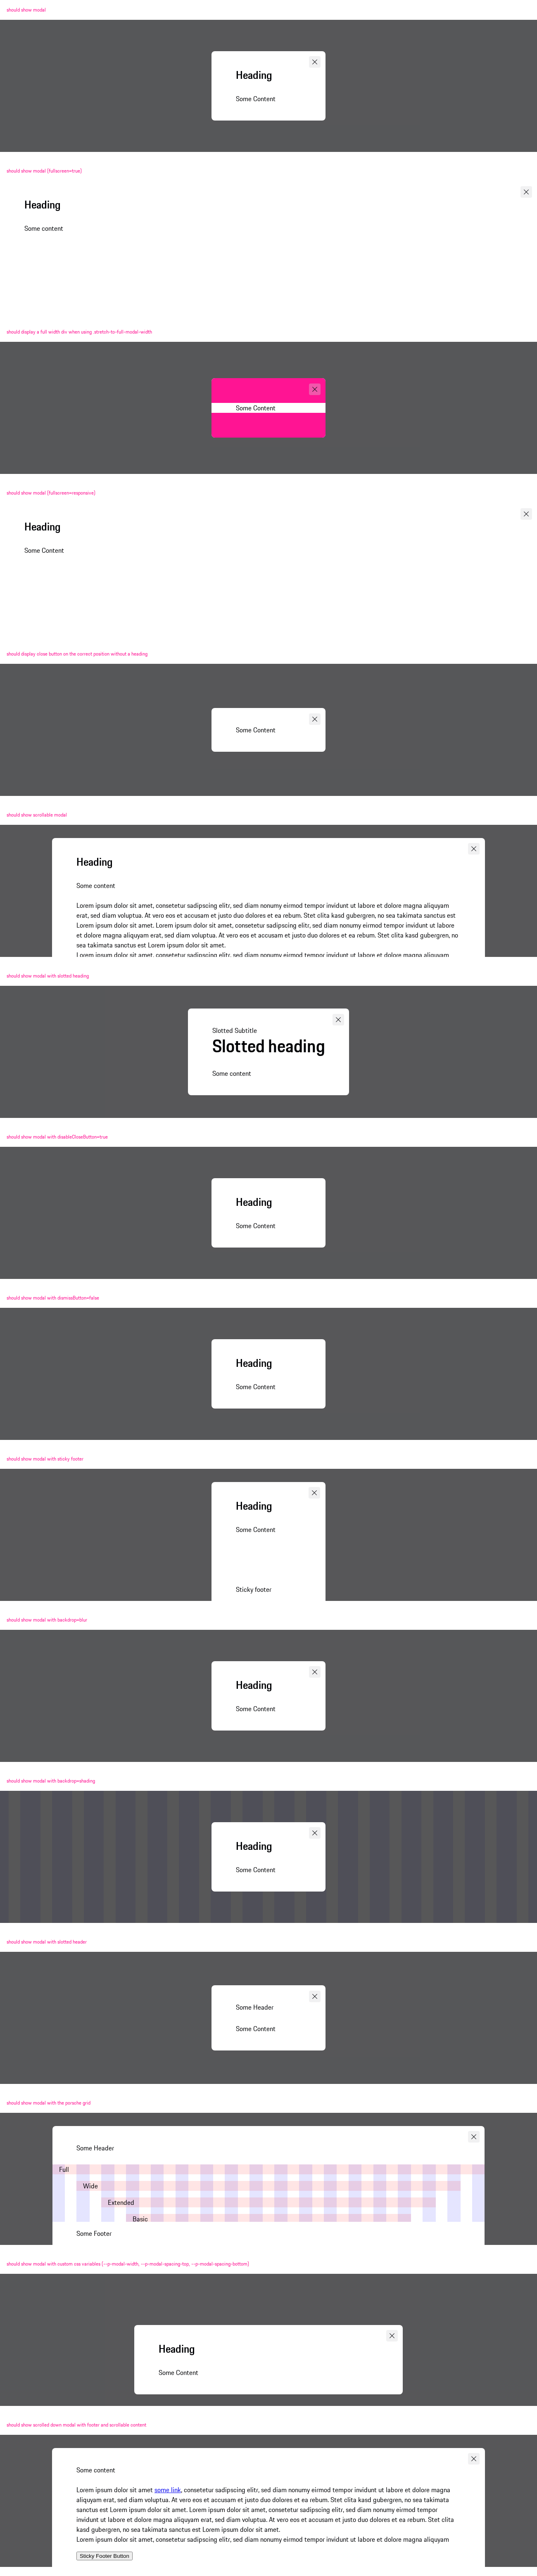 should show modal
Heading
Some Content
should show modal [fullscreen=true]
Heading
Some content
should display a full width div when using .stretch-to-full-modal-width
Some Content
should show modal [fullscreen=responsive]
Heading
Some Content
should display close button on the correct position without a heading
Some Content
should show scrollable modal
Heading
Some content
Lorem ipsum dolor sit amet, consetetur sadipscing elitr, sed diam nonumy eirmod tempor invidunt ut labore et dolore magna aliquyam
erat, sed diam voluptua. At vero eos et accusam et justo duo dolores et ea rebum. Stet clita kasd gubergren, no sea takimata sanctus est
Lorem ipsum dolor sit amet. Lorem ipsum dolor sit amet, consetetur sadipscing elitr, sed diam nonumy eirmod tempor invidunt ut labore
et dolore magna aliquyam erat, sed diam voluptua. At vero eos et accusam et justo duo dolores et ea rebum. Stet clita kasd gubergren, no
sea takimata sanctus est Lorem ipsum dolor sit amet.
Lorem ipsum dolor sit amet, consetetur sadipscing elitr, sed diam nonumy eirmod tempor invidunt ut labore et dolore magna aliquyam
should show modal with slotted heading
Slotted Subtitle
Slotted heading
Some content
should show modal with disableCloseButton=true
Heading
Some Content
should show modal with dismissButton=false
Heading
Some Content
should show modal with sticky footer
Heading
Some Content
Sticky footer
should show modal with backdrop=blur
Heading
Some Content
should show modal with backdrop=shading
Heading
Some Content
should show modal with slotted header
Some Header
Some Content
should show modal with the porsche grid
Some Header
Full
Wide
Extended
Basic
Some Footer
should show modal with custom css variables (--p-modal-width, --p-modal-spacing-top, --p-modal-spacing-bottom)
Heading
Some Content
should show scrolled down modal with footer and scrollable content
Some content
Lorem ipsum dolor sit amet some link, consetetur sadipscing elitr, sed diam nonumy eirmod tempor invidunt ut labore et dolore magna
aliquyam erat, sed diam voluptua. At vero eos et accusam et justo duo dolores et ea rebum. Stet clita kasd gubergren, no sea takimata
sanctus est Lorem ipsum dolor sit amet. Lorem ipsum dolor sit amet, consetetur sadipscing elitr, sed diam nonumy eirmod tempor
invidunt ut labore et dolore magna aliquyam erat, sed diam voluptua. At vero eos et accusam et justo duo dolores et ea rebum. Stet clita
kasd gubergren, no sea takimata sanctus est Lorem ipsum dolor sit amet.
Lorem ipsum dolor sit amet, consetetur sadipscing elitr, sed diam nonumy eirmod tempor invidunt ut labore et dolore magna aliquyam
Sticky Footer Button